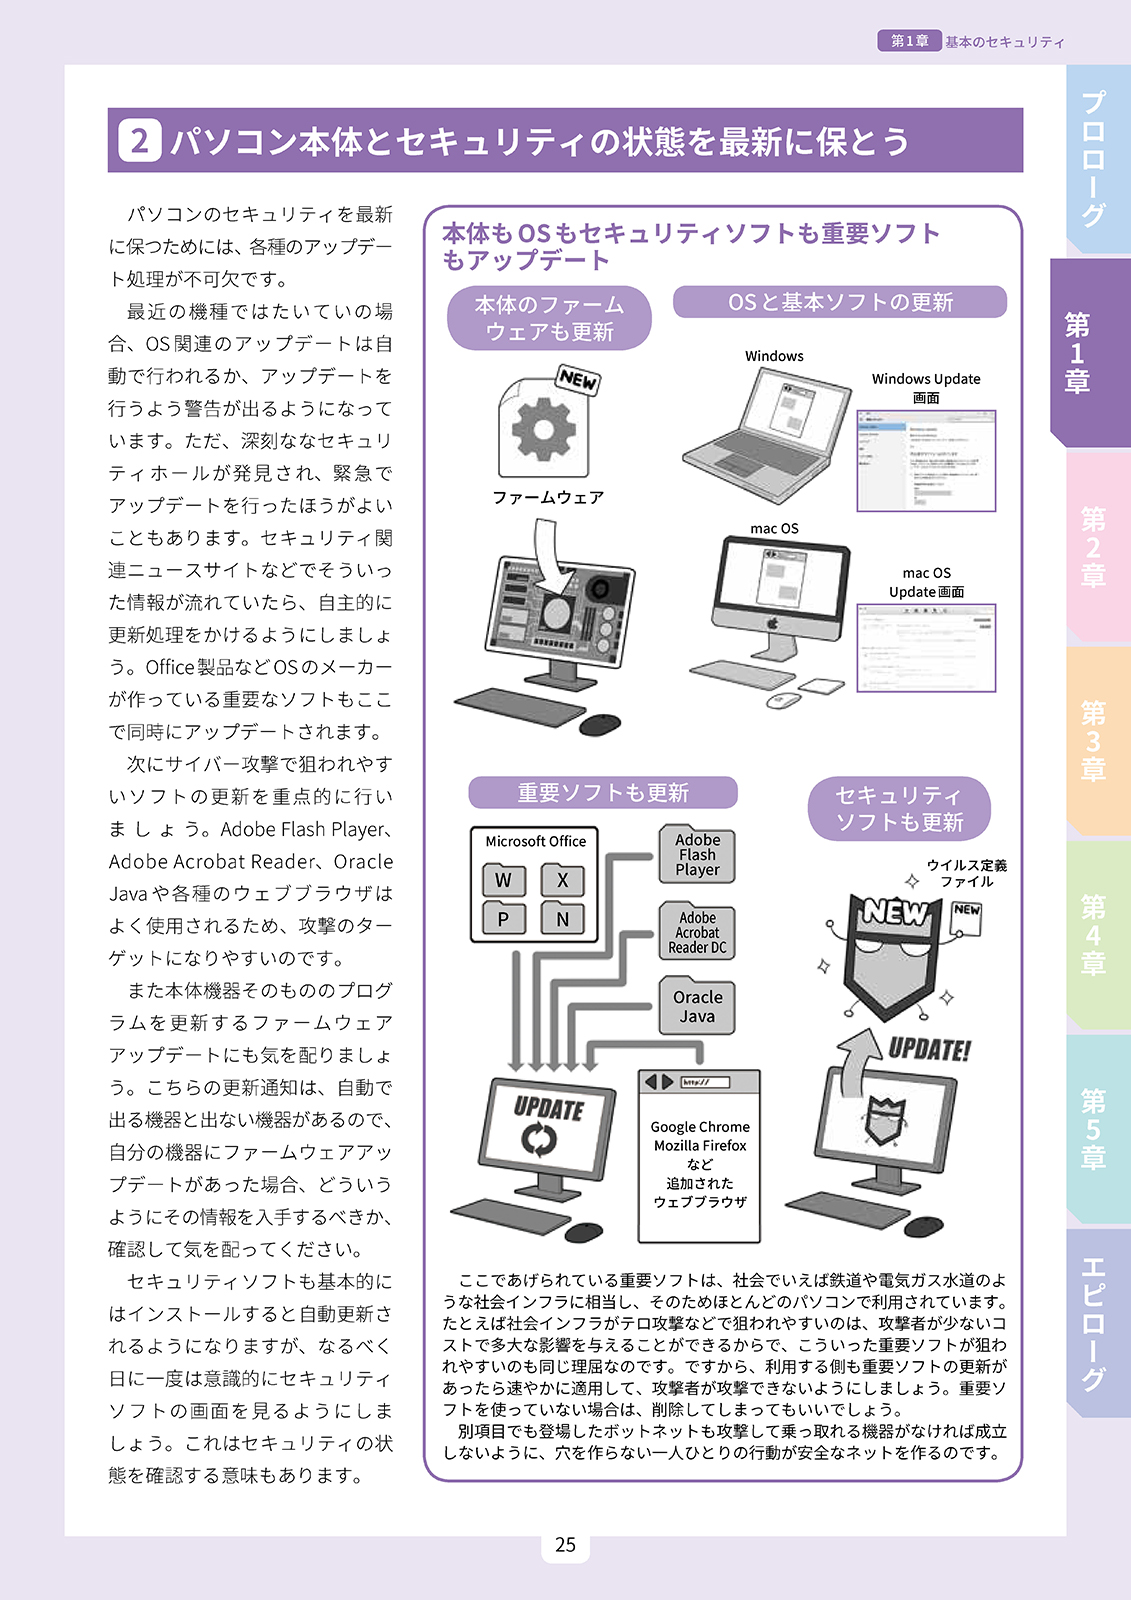 第1章 基本のセキュリティ
2 パソコン本体とセキュリティの状態を最新に保とう
パソコンのセキュリティを最新
に保つためには、各種のアップデー
ト処理が不可欠です。
最近の機種ではたいていの場
合、OS関連のアップデートは自
動で行われるか、アップデートを
行うよう警告が出るようになって
います。ただ、深刻ななセキュリ
ティホールが発見され、緊急で
アップデートを行ったほうがよい
こともあります。セキュリティ関
連ニュースサイトなどでそういっ
た情報が流れていたら、自主的に
更新処理をかけるようにしましょ
う。Office製品などOSのメーカー
が作っている重要なソフトもここ
で同時にアップデートされます。
次にサイバー攻撃で狙われやす
いソフトの更新を重点的に行い
ましょう。Adobe Flash Player、
Adobe Acrobat Reader、Oracle
Javaや各種のウェブブラウザは
よく使用されるため、攻撃のター
ゲットになりやすいのです。
また本体機器そのもののプログ
ラムを更新するファームウェア
アップデートにも気を配りましょ
う。こちらの更新通知は、自動で
出る機器と出ない機器があるので、
自分の機器にファームウェアアッ
プデートがあった場合、どういう
ようにその情報を入手するべきか、
確認して気を配ってください。
セキュリティソフトも基本的に
はインストールすると自動更新さ
れるようになりますが、なるべく
日に一度は意識的にセキュリティ
ソフトの画面を見るようにしま
しょう。これはセキュリティの状
態を確認する意味もあります。
本体もOSもセキュリティソフトも重要ソフト
もアップデート
本体のファーム
ウェアも更新
NEW
ファームウェア
OSと基本ソフトの更新
Windows
Windows Update
画面
mac OS
mac OS
Update画面
重要ソフトも更新
Microsoft Office
W
X
P
N
Adobe
Flash
Player
Adobe
Acrobat
Reader DC
Oracle
Java
UPDATE
http://
Google Chrome
Mozilla Firefox
など
追加された
ウェブブラウザ
セキュリティ
ソフトも更新
ウイルス定義
ファイル
NEW
NEW
UPDATE!
ここであげられている重要ソフトは、社会でいえば鉄道や電気ガス水道のよ
うな社会インフラに相当し、そのためほとんどのパソコンで利用されています。
たとえば社会インフラがテロ攻撃などで狙われやすいのは、攻撃者が少ないコ
ストで多大な影響を与えることができるからで、こういった重要ソフトが狙わ
れやすいのも同じ理屈なのです。ですから、利用する側も重要ソフトの更新が
あったら速やかに適用して、攻撃者が攻撃できないようにしましょう。重要ソ
フトを使っていない場合は、削除してしまってもいいでしょう。
別項目でも登場したボットネットも攻撃して乗っ取れる機器がなければ成立
しないように、穴を作らない一人ひとりの行動が安全なネットを作るのです。
プロローグ
第1章
第2章
第3章
第4章
第5章
エピローグ
25